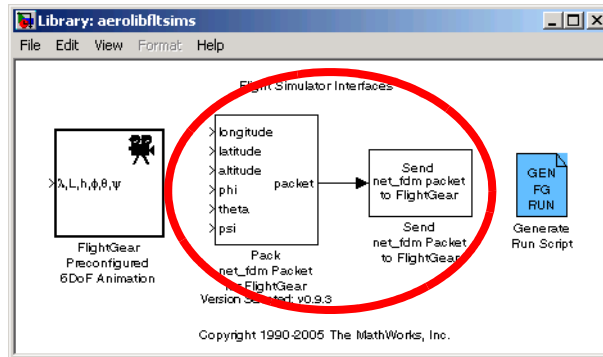 Library: aerolibfltsims
File Edit View Format Help
Flight Simulator Interfaces
λ,L,h,ϕ,θ,ψ
FlightGear
Preconfigured
6DoF Animation
longitude
latitude
altitude
phi
theta
psi
packet
Pack
net_fdm Packet
for FlightGear
Version Selected: v0.9.3
Send
net_fdm packet
to FlightGear
Send
net_fdm Packet
to FlightGear
GEN
FG
RUN
Generate
Run Script
Copyright 1990-2005 The MathWorks, Inc.